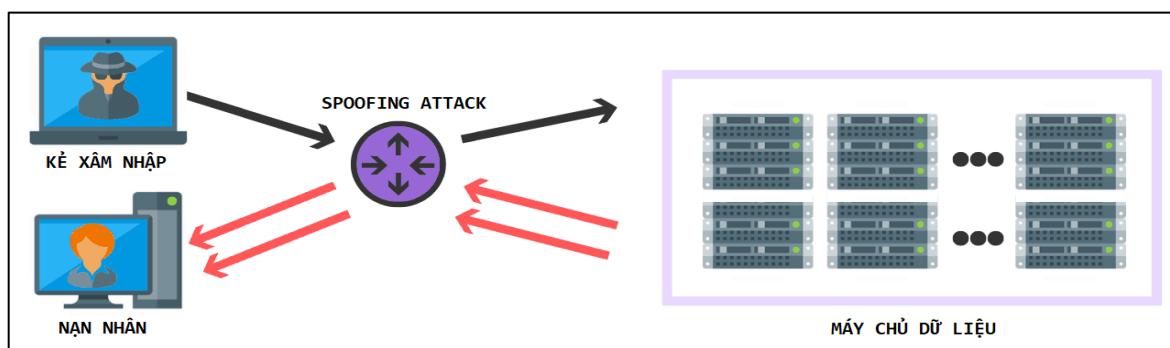 SPOOFING ATTACK
KẺ XÂM NHẬP
NẠN NHÂN
MÁY CHỦ DỮ LIỆU